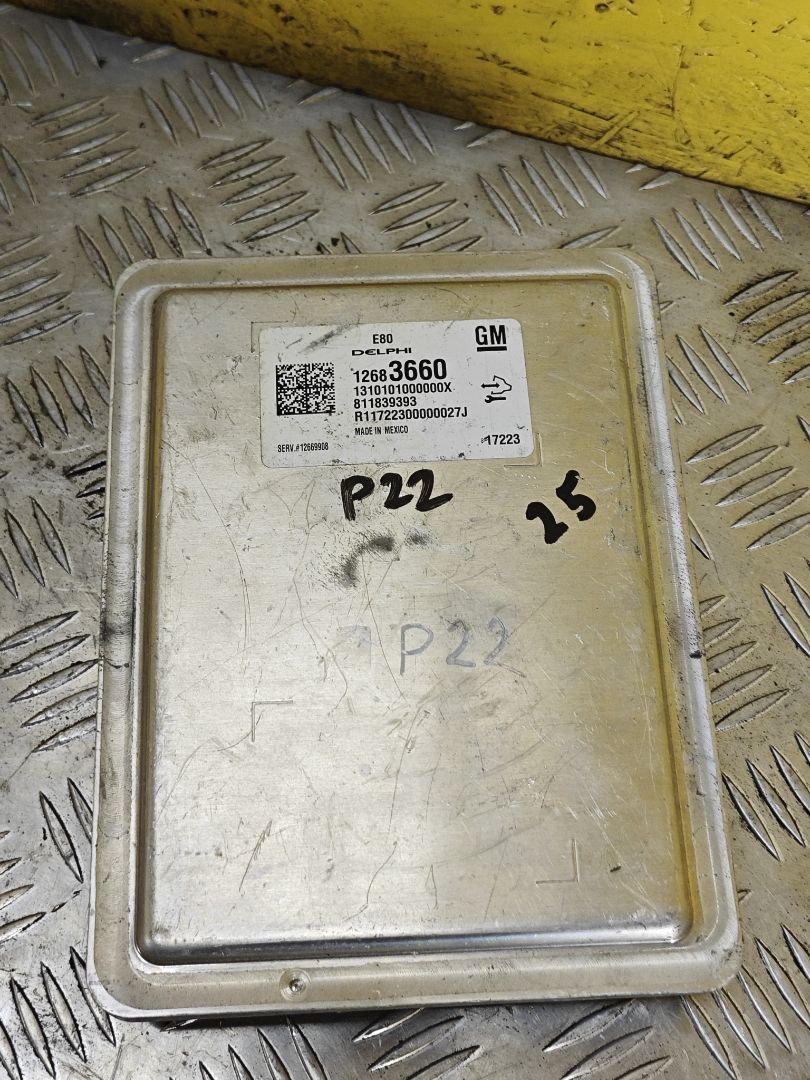 E80
GM
DELPHI
12683660
1310101000000X
811839393
R11722300000027J
MADE IN MEXICO
SERV.#12669908
17223
P22
25
P22